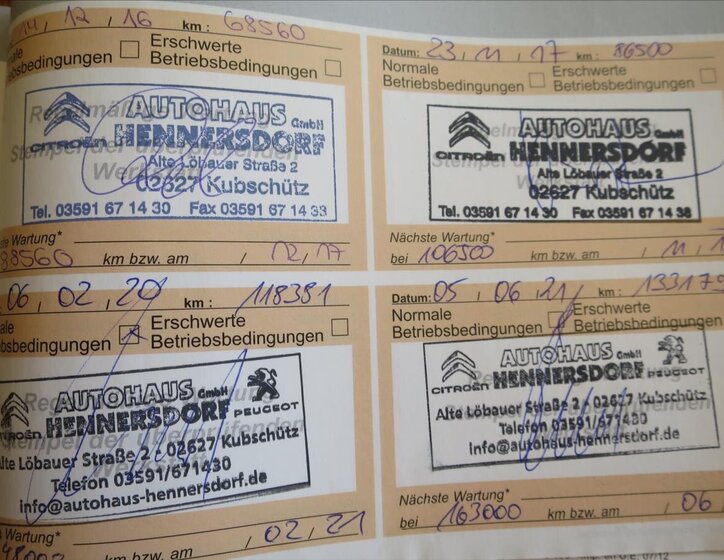 14, 12, 16 km: 68560
Erschwerte
Betriebsbedingungen
AUTOHAUS GmbH
CITROËN HENNERSDORF
Alte Löbauer Straße 2
02627 Kubschütz
Tel. 03591 67 14 30 Fax 03591 67 14 33
Wartung*
km bzw. am / 12, 17
Datum: 23, 11, 17 km: 86500
Normale
Betriebsbedingungen
Erschwerte
Betriebsbedingungen
AUTOHAUS GmbH
CITROËN HENNERSDORF
Alte Löbauer Straße 2
02627 Kubschütz
Tel. 03591 67 14 30 Fax 03591 67 14 38
Nächste Wartung*
bei 106500 km bzw. am / 11, 1
06, 02, 20 km: 118391
Erschwerte
Betriebsbedingungen
AUTOHAUS GmbH
HENNERSDORF PEUGEOT
Alte Löbauer Straße 2 · 02627 Kubschütz
Telefon 03591/671430
info@autohaus-hennersdorf.de
Wartung*
km bzw. am / 02, 21
Datum: 05, 06, 21 km: 133179
Normale
Betriebsbedingungen
Erschwerte
Betriebsbedingungen
AUTOHAUS GmbH
CITROËN HENNERSDORF PEUGEOT
Alte Löbauer Straße 2 · 02627 Kubschütz
Telefon 03591/671430
info@autohaus-hennersdorf.de
Nächste Wartung*
bei 163000 km bzw. am / 06